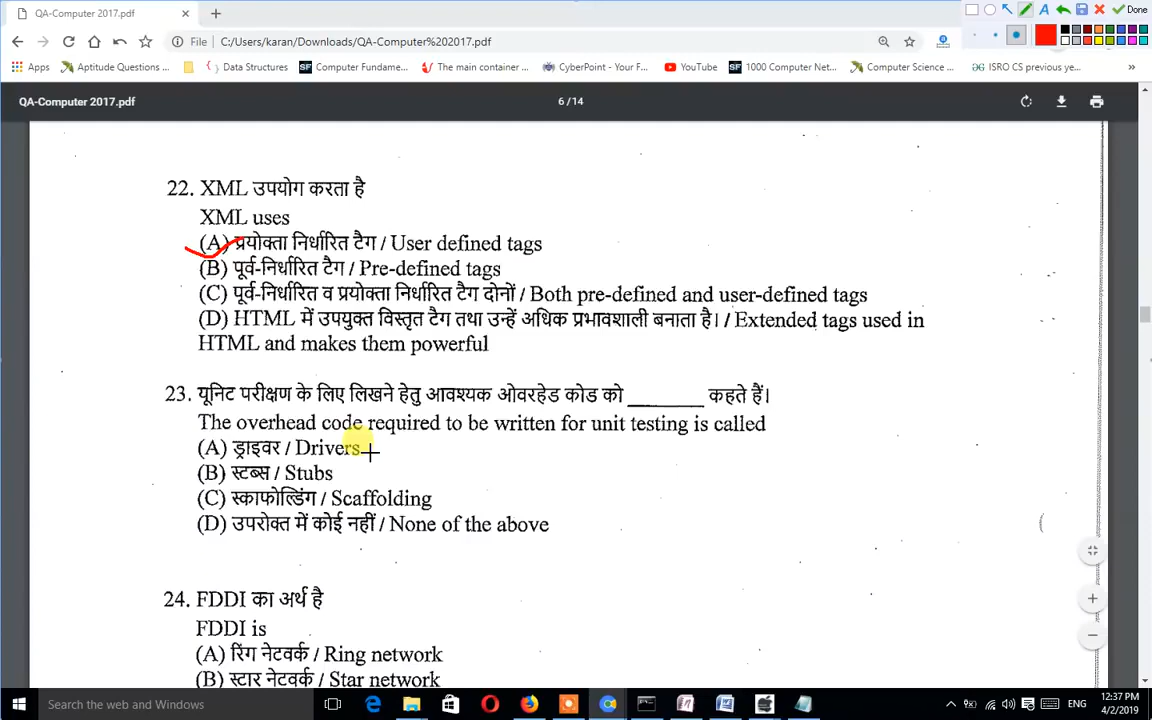 QA-Computer 2017.pdf
Done
File
C:/Users/karan/Downloads/QA-Computer%202017.pdf
Apps
Aptitude Questions ...
Data Structures
Computer Fundame...
The main container ...
CyberPoint - Your F...
YouTube
1000 Computer Net...
Computer Science ...
ISRO CS previous ye...
QA-Computer 2017.pdf
6 / 14
22. XML उपयोग करता है
XML uses
(A) प्रयोक्ता निर्धारित टैग / User defined tags
(B) पूर्व-निर्धारित टैग / Pre-defined tags
(C) पूर्व-निर्धारित व प्रयोक्ता निर्धारित टैग दोनों / Both pre-defined and user-defined tags
(D) HTML में उपयुक्त विस्तृत टैग तथा उन्हें अधिक प्रभावशाली बनाता है। / Extended tags used in
HTML and makes them powerful
23. यूनिट परीक्षण के लिए लिखने हेतु आवश्यक ओवरहेड कोड को ________ कहते हैं।
The overhead code required to be written for unit testing is called
(A) ड्राइवर / Drivers
(B) स्टब्स / Stubs
(C) स्काफोल्डिंग / Scaffolding
(D) उपरोक्त में कोई नहीं / None of the above
24. FDDI का अर्थ है
FDDI is
(A) रिंग नेटवर्क / Ring network
(B) स्टार नेटवर्क / Star network
Search the web and Windows
ENG
12:37 PM
4/2/2019